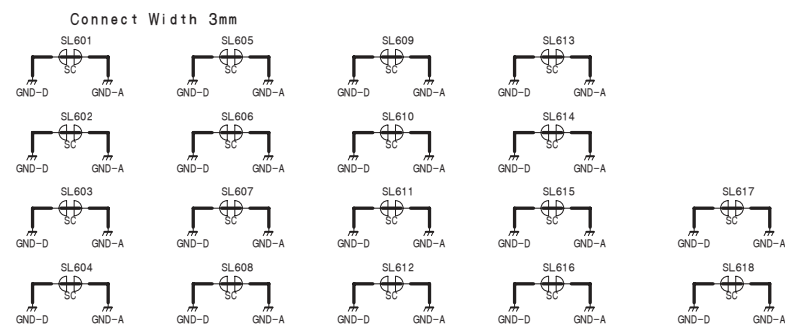 Connect Width 3mm
SL601 SL605 SL609 SL613
SC SC SC SC
GND-D GND-A GND-D GND-A GND-D GND-A GND-D GND-A
SL602 SL606 SL610 SL614
SC SC SC SC
GND-D GND-A GND-D GND-A GND-D GND-A GND-D GND-A
SL603 SL607 SL611 SL615 SL617
SC SC SC SC SC
GND-D GND-A GND-D GND-A GND-D GND-A GND-D GND-A GND-D GND-A
SL604 SL608 SL612 SL616 SL618
SC SC SC SC SC
GND-D GND-A GND-D GND-A GND-D GND-A GND-D GND-A GND-D GND-A